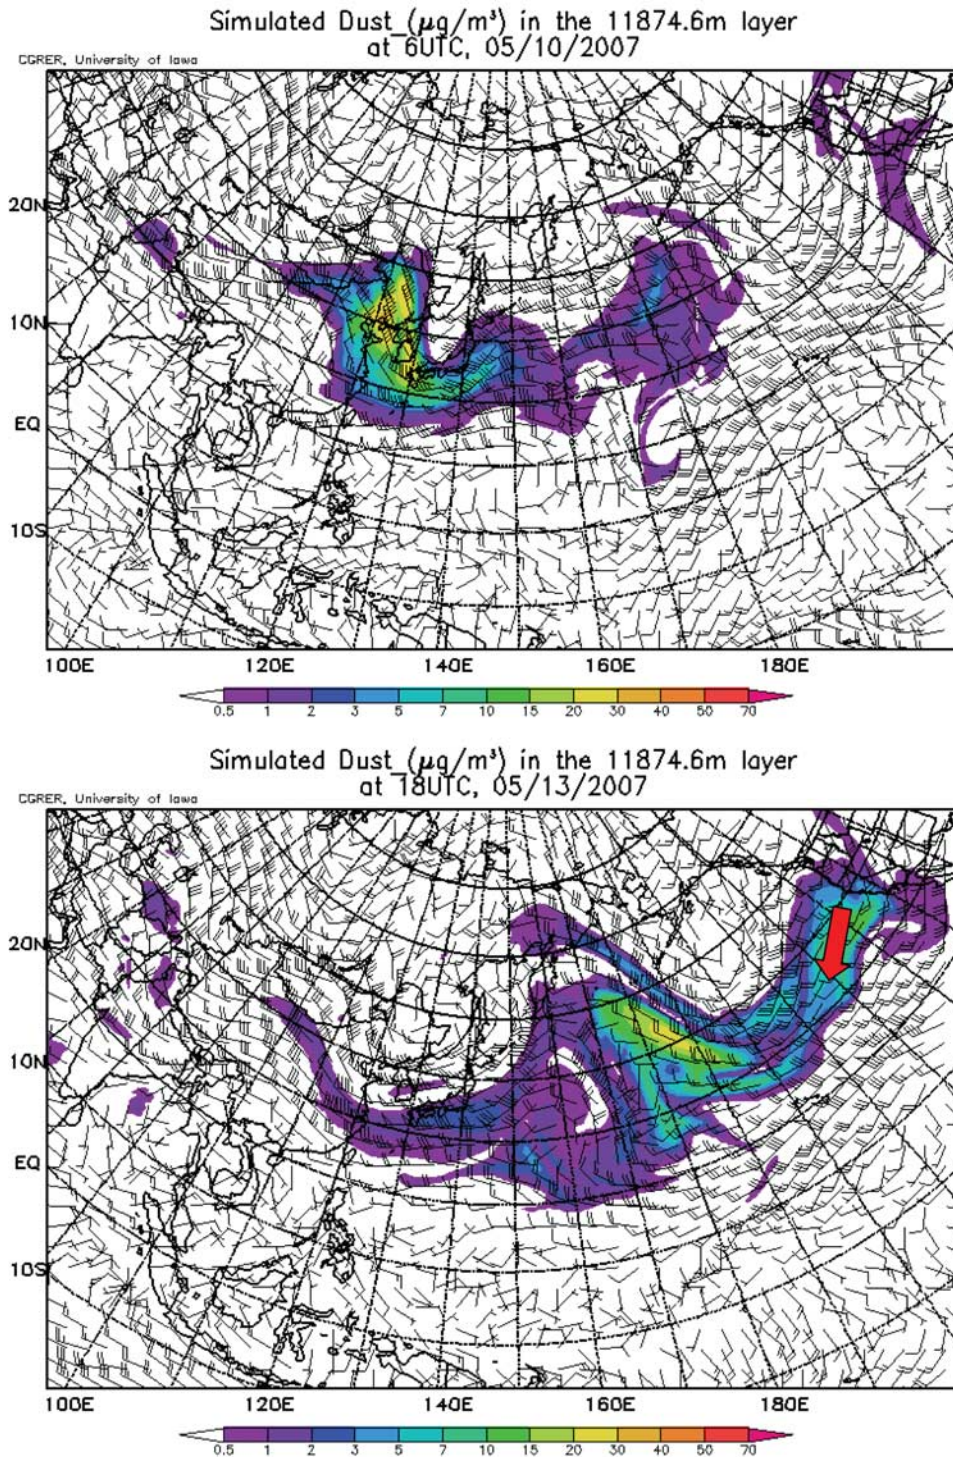 Simulated Dust (µg/m³) in the 11874.6m layer
at 6UTC, 05/10/2007
CGRER, University of Iowa
20N
10N
EQ
10S
100E 120E 140E 160E 180E
0.5 1 2 3 5 7 10 15 20 30 40 50 70
Simulated Dust (µg/m³) in the 11874.6m layer
at 18UTC, 05/13/2007
CGRER, University of Iowa
20N
10N
EQ
10S
100E 120E 140E 160E 180E
0.5 1 2 3 5 7 10 15 20 30 40 50 70